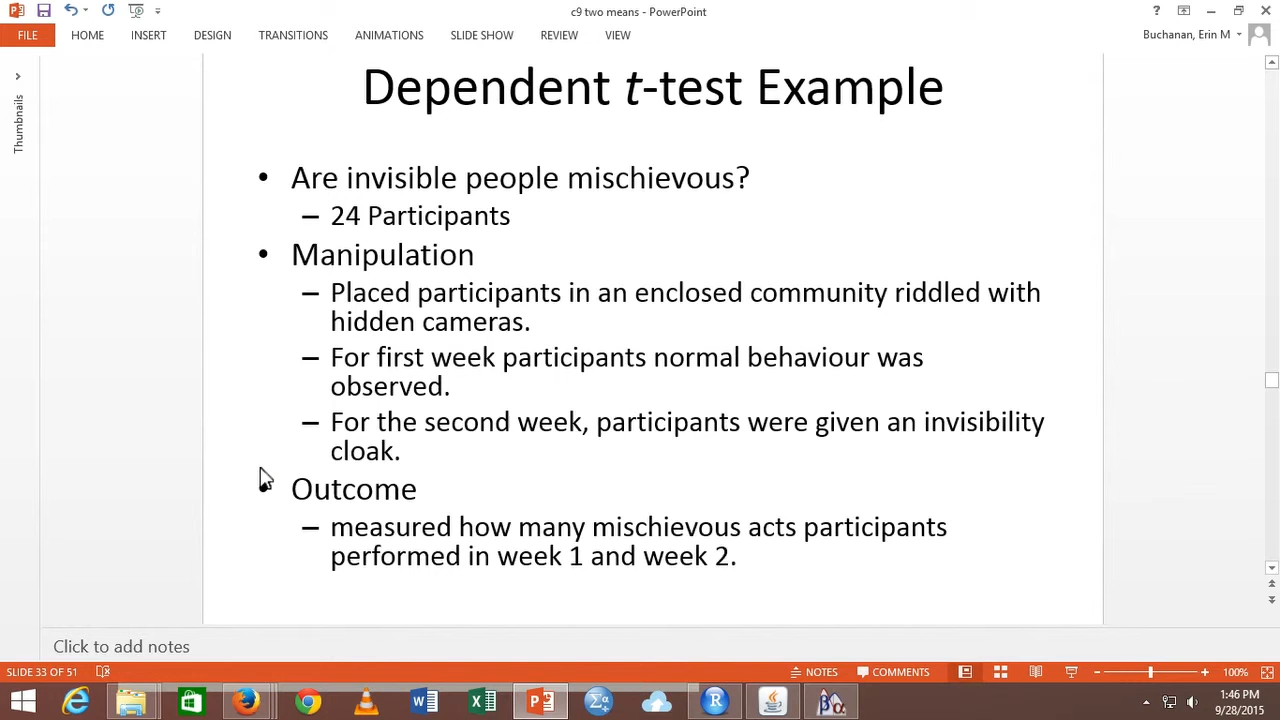 c9 two means - PowerPoint
?
FILE HOME INSERT DESIGN TRANSITIONS ANIMATIONS SLIDE SHOW REVIEW VIEW Buchanan, Erin M
Thumbnails
Dependent t-test Example
• Are invisible people mischievous?
– 24 Participants
• Manipulation
– Placed participants in an enclosed community riddled with
hidden cameras.
– For first week participants normal behaviour was
observed.
– For the second week, participants were given an invisibility
cloak.
• Outcome
– measured how many mischievous acts participants
performed in week 1 and week 2.
Click to add notes
SLIDE 33 OF 51 NOTES COMMENTS 100%
1:46 PM
9/28/2015